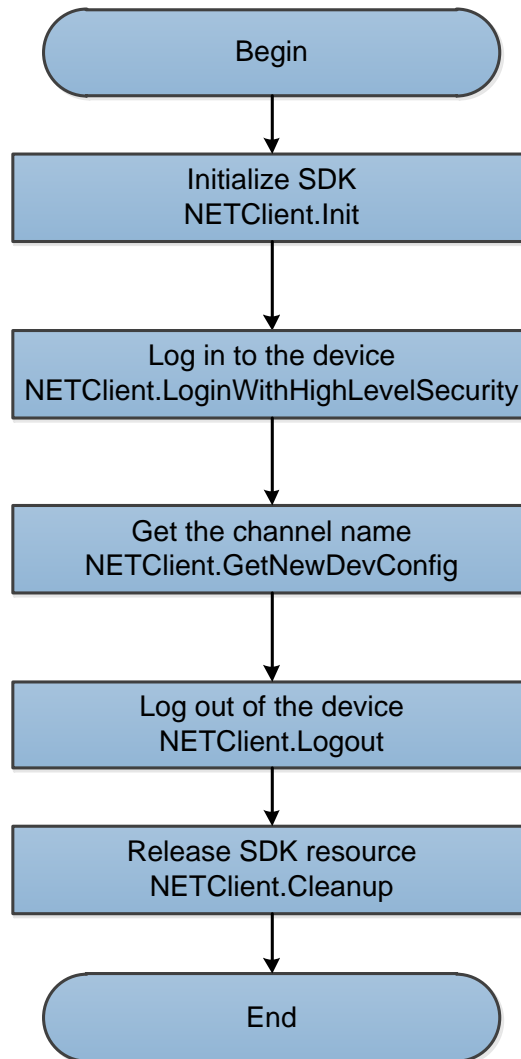 Begin
Initialize SDK
NETClient.Init
Log in to the device
NETClient.LoginWithHighLevelSecurity
Get the channel name
NETClient.GetNewDevConfig
Log out of the device
NETClient.Logout
Release SDK resource
NETClient.Cleanup
End